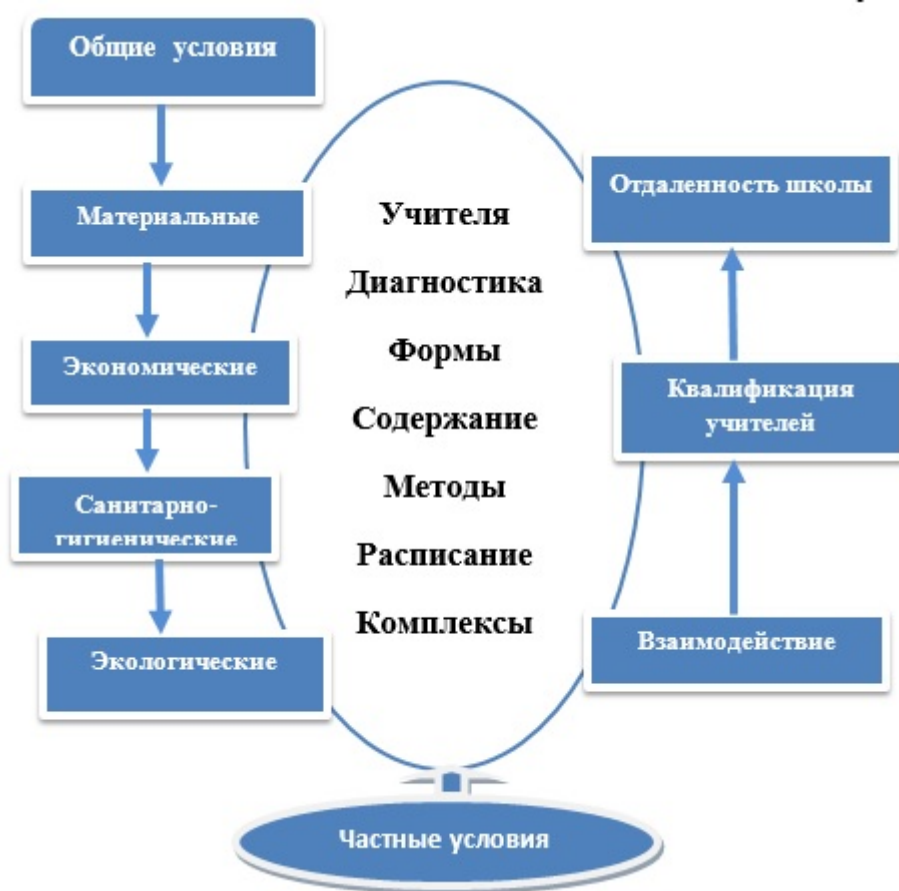 Общие условия
Материальные
Экономические
Санитарно-
гигиенические
Экологические
Учителя
Диагностика
Формы
Содержание
Методы
Расписание
Комплексы
Отдаленность школы
Квалификация
учителей
Взаимодействие
Частные условия